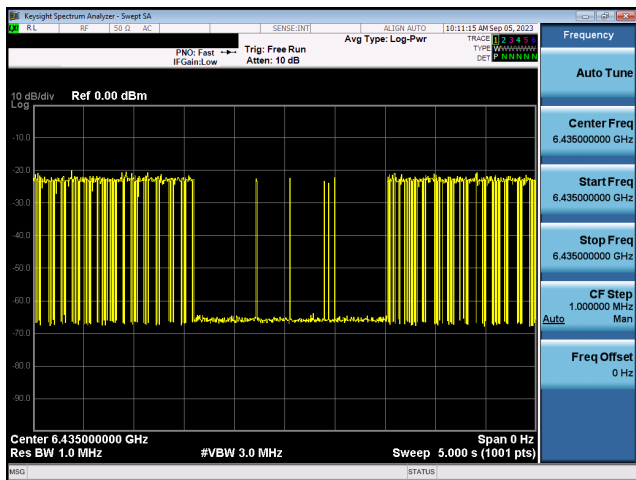 Keysight Spectrum Analyzer - Swept SA
RL RF 50 Ω AC SENSE:INT ALIGN AUTO 10:11:15 AM Sep 05, 2023
Avg Type: Log-Pwr TRACE 1 2 3 4 5 6
PNO: Fast Trig: Free Run TYPE WWWWWW
IFGain:Low Atten: 10 dB DET P N N N N N
10 dB/div Ref 0.00 dBm
Log
-10.0
-20.0
-30.0
-40.0
-50.0
-60.0
-70.0
-80.0
-90.0
Center 6.435000000 GHz Span 0 Hz
Res BW 1.0 MHz #VBW 3.0 MHz Sweep 5.000 s (1001 pts)
MSG STATUS
Frequency
Auto Tune
Center Freq
6.435000000 GHz
Start Freq
6.435000000 GHz
Stop Freq
6.435000000 GHz
CF Step
1.000000 MHz
Auto Man
Freq Offset
0 Hz